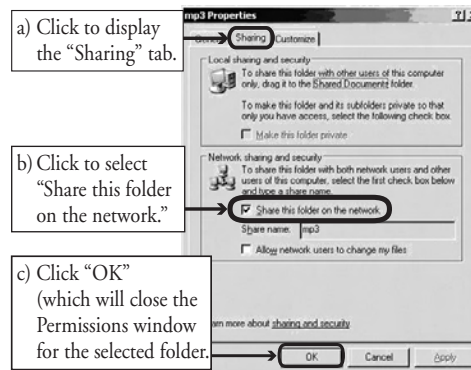 mp3 Properties
a) Click to display
the “Sharing” tab.
Sharing Customize
Local sharing and security
To share this folder with other users of this computer
only, drag it to the Shared Documents folder.
To make this folder and its subfolders private so that
only you have access, select the following check box.
Make this folder private
b) Click to select
“Share this folder
on the network.”
Network sharing and security
To share this folder with both network users and other
users of this computer, select the first check box below
and type a share name.
Share this folder on the network
Share name: mp3
Allow network users to change my files
c) Click “OK”
(which will close the
Permissions window
for the selected folder.
more about sharing and security.
OK Cancel Apply